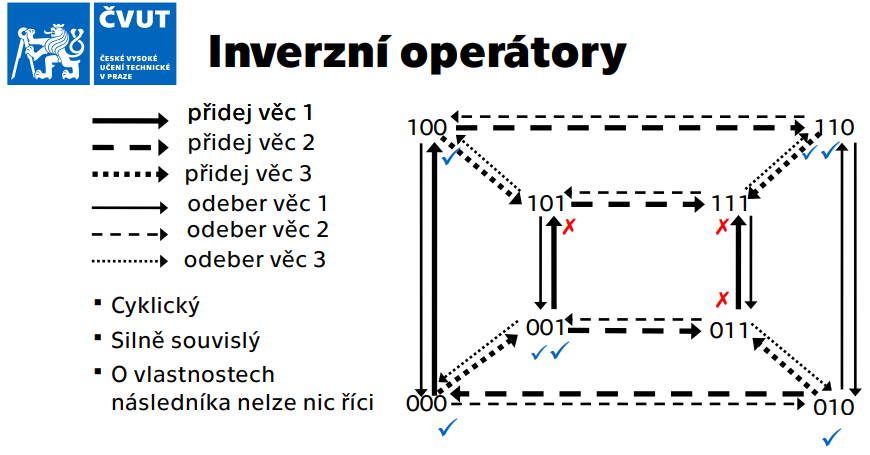 ČVUT
ČESKÉ VYSOKÉ
UČENÍ TECHNICKÉ
V PRAZE
Inverzní operátory
přidej věc 1
přidej věc 2
přidej věc 3
odeber věc 1
odeber věc 2
odeber věc 3
▪ Cyklický
▪ Silně souvislý
▪ O vlastnostech
následníka nelze nic říci
100 110
✓ ✓✓
101 111
✗ ✗
✗
001 011
✓✓
000 010
✓ ✓